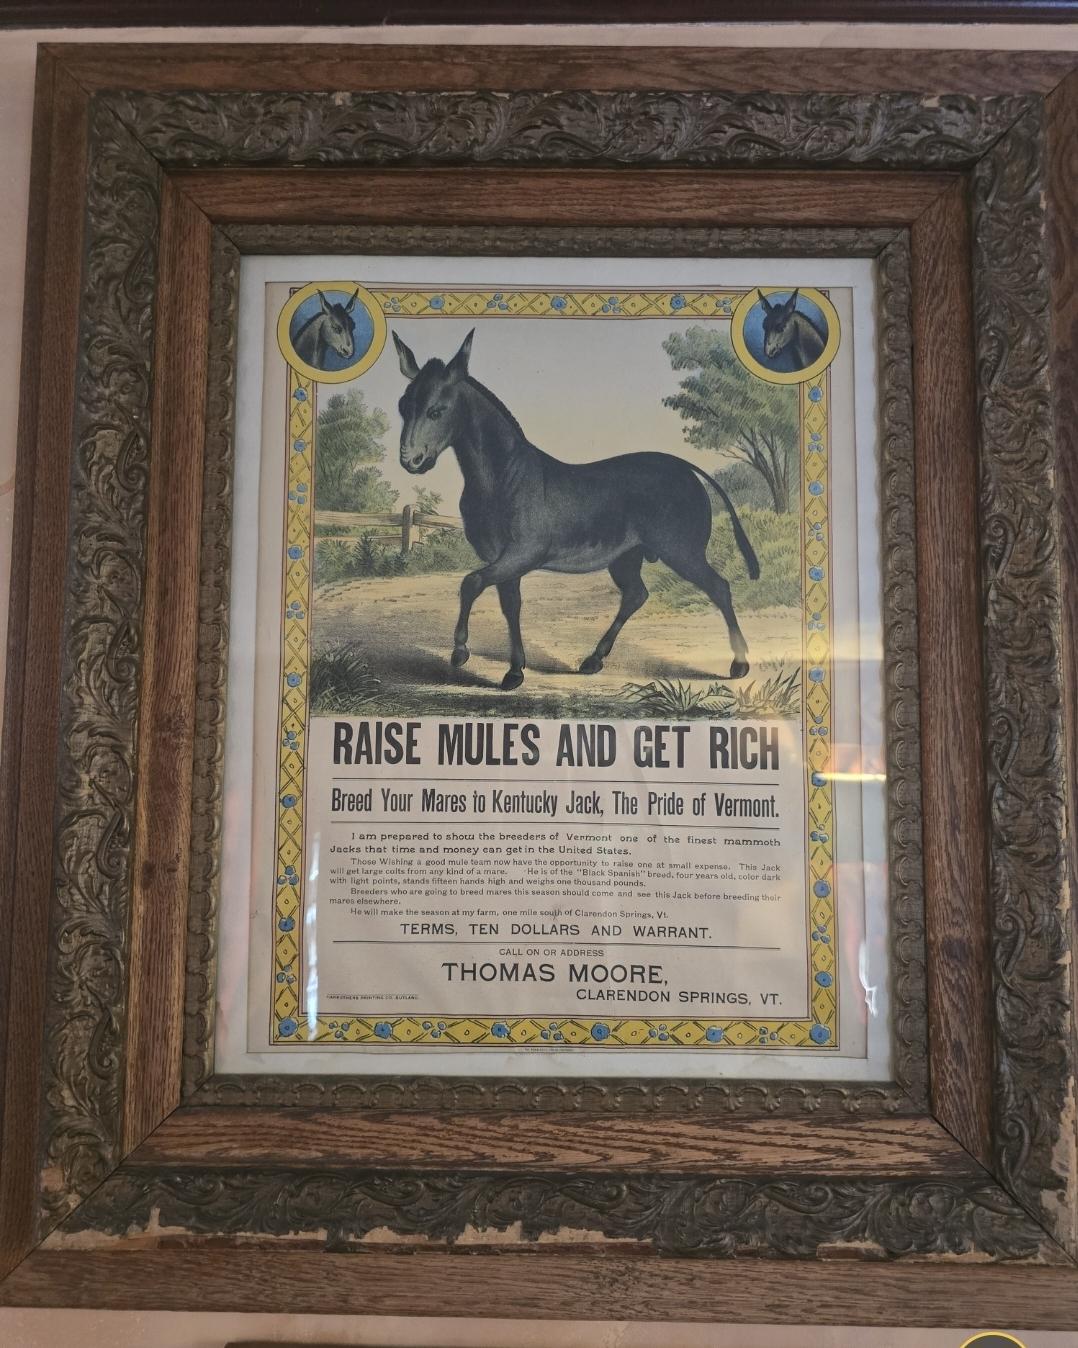 RAISE MULES AND GET RICH
Breed Your Mares to Kentucky Jack, The Pride of Vermont.
I am prepared to show the breeders of Vermont one of the finest mammoth
Jacks that time and money can get in the United States.
Those Wishing a good mule team now have the opportunity to raise one at small expense. This Jack
will get large colts from any kind of a mare. He is of the "Black Spanish" breed, four years old, color dark
with light points, stands fifteen hands high and weighs one thousand pounds.
Breeders who are going to breed mares this season should come and see this Jack before breeding their
mares elsewhere.
He will make the season at my farm, one mile south of Clarendon Springs, Vt.
TERMS, TEN DOLLARS AND WARRANT.
CALL ON OR ADDRESS
THOMAS MOORE,
CLARENDON SPRINGS, VT.
PRINTING CO. RUTLAND.